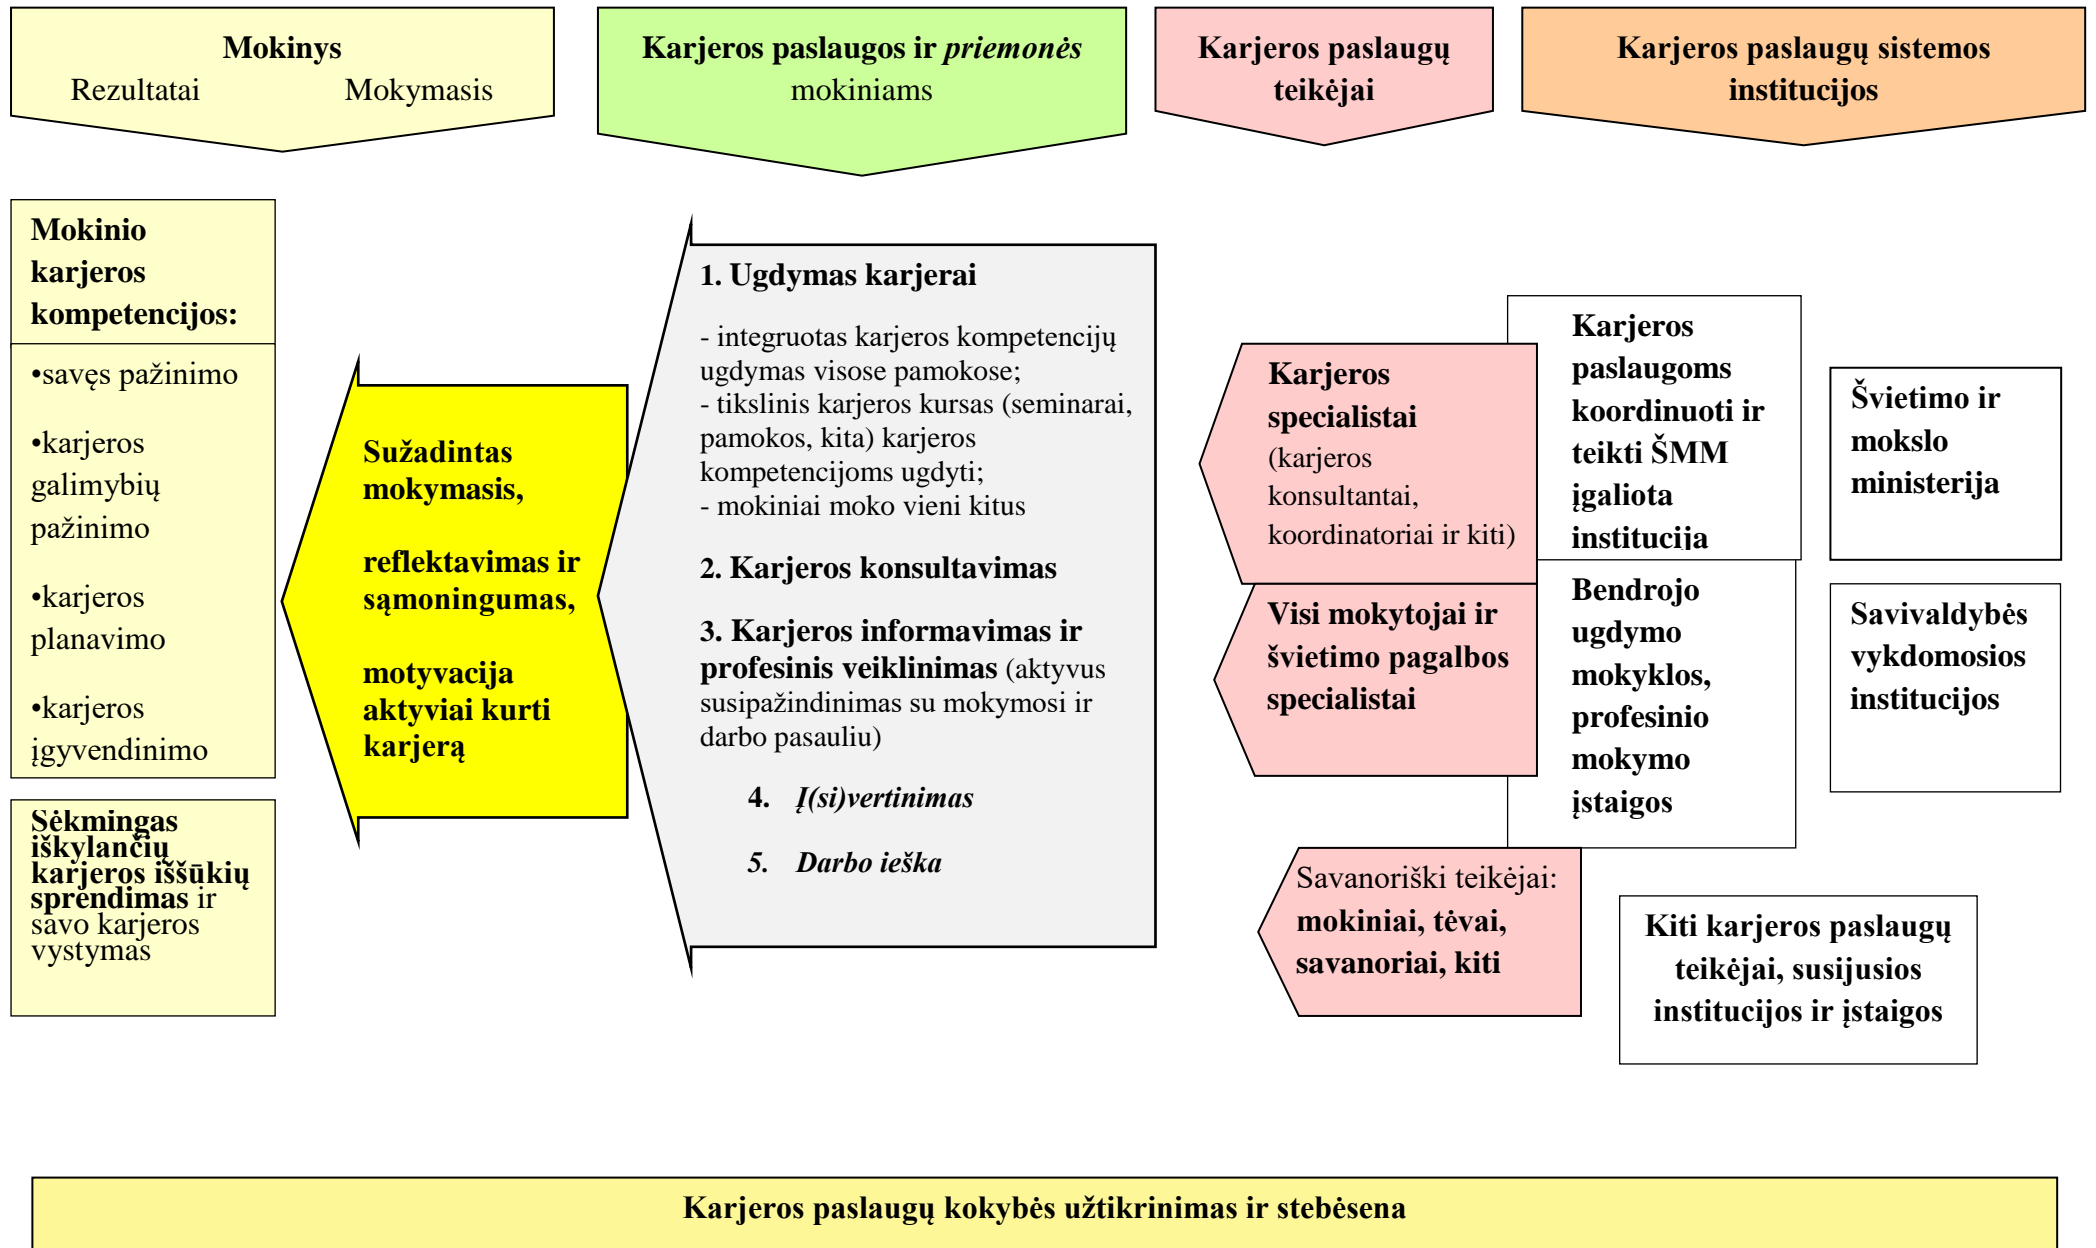 Mokinys
Rezultatai Mokymasis
Karjeros paslaugos ir priemonės
mokiniams
Karjeros paslaugų
teikėjai
Karjeros paslaugų sistemos
institucijos
Mokinio
karjeros
kompetencijos:
•savęs pažinimo
•karjeros
galimybių
pažinimo
•karjeros
planavimo
•karjeros
įgyvendinimo
Sėkmingas
iškylančių
karjeros iššūkių
sprendimas ir
savo karjeros
vystymas
Sužadintas
mokymasis,
reflektavimas ir
sąmoningumas,
motyvacija
aktyviai kurti
karjerą
1. Ugdymas karjerai
- integruotas karjeros kompetencijų
ugdymas visose pamokose;
- tikslinis karjeros kursas (seminarai,
pamokos, kita) karjeros
kompetencijoms ugdyti;
- mokiniai moko vieni kitus
2. Karjeros konsultavimas
3. Karjeros informavimas ir
profesinis veiklinimas (aktyvus
susipažindinimas su mokymosi ir
darbo pasauliu)
4. Į(si)vertinimas
5. Darbo ieška
Karjeros
specialistai
(karjeros
konsultantai,
koordinatoriai ir kiti)
Visi mokytojai ir
švietimo pagalbos
specialistai
Savanoriški teikėjai:
mokiniai, tėvai,
savanoriai, kiti
Karjeros
paslaugoms
koordinuoti ir
teikti ŠMM
įgaliota
institucija
Bendrojo
ugdymo
mokyklos,
profesinio
mokymo
įstaigos
Švietimo ir
mokslo
ministerija
Savivaldybės
vykdomosios
institucijos
Kiti karjeros paslaugų
teikėjai, susijusios
institucijos ir įstaigos
Karjeros paslaugų kokybės užtikrinimas ir stebėsena